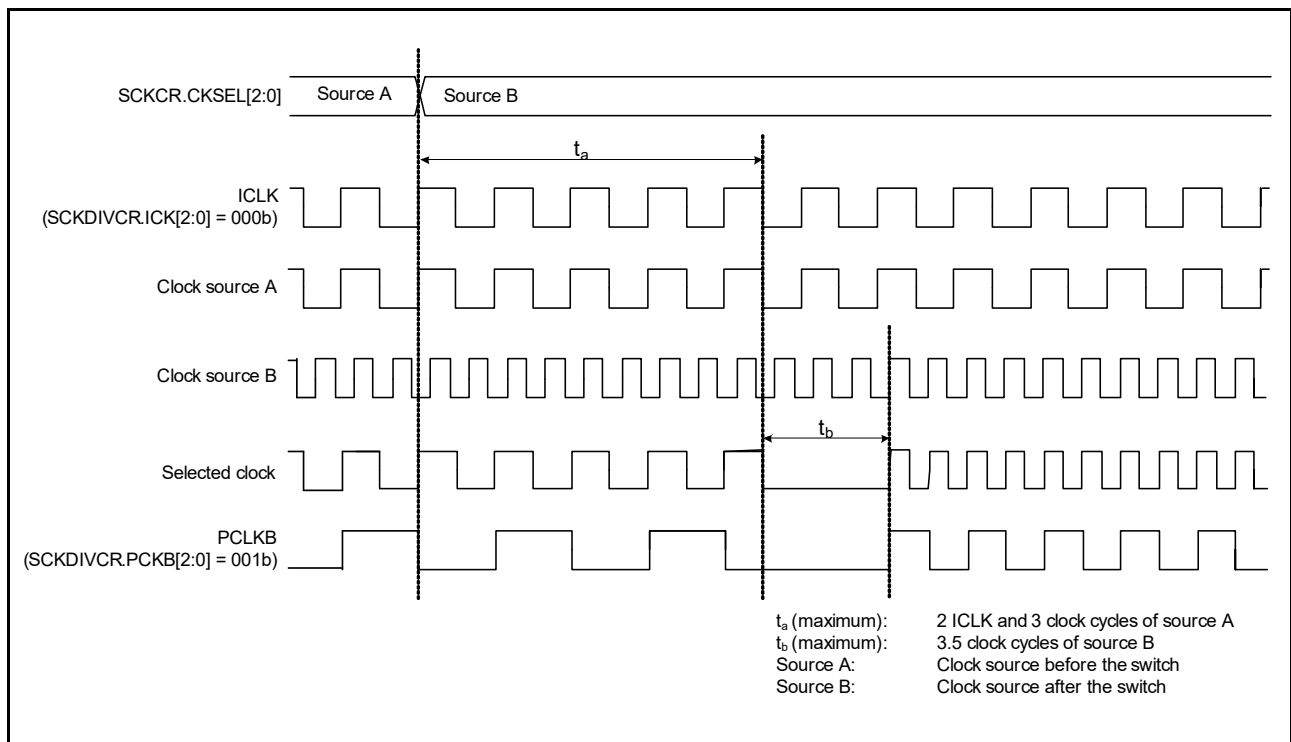 SCKCR.CKSEL[2:0] Source A Source B
tₐ
ICLK
(SCKDIVCR.ICK[2:0] = 000b)
Clock source A
Clock source B
t_b
Selected clock
PCLKB
(SCKDIVCR.PCKB[2:0] = 001b)
tₐ (maximum): 2 ICLK and 3 clock cycles of source A
t_b (maximum): 3.5 clock cycles of source B
Source A: Clock source before the switch
Source B: Clock source after the switch